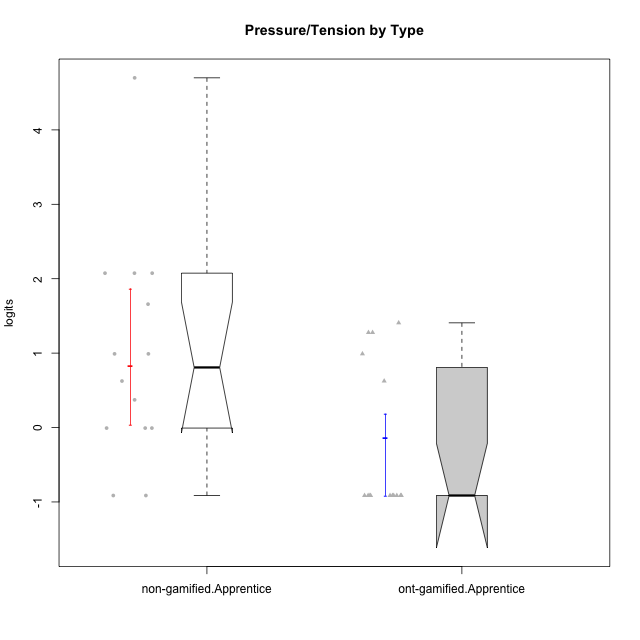 Pressure/Tension by Type
logits
4
3
2
1
0
-1
non-gamified.Apprentice
ont-gamified.Apprentice